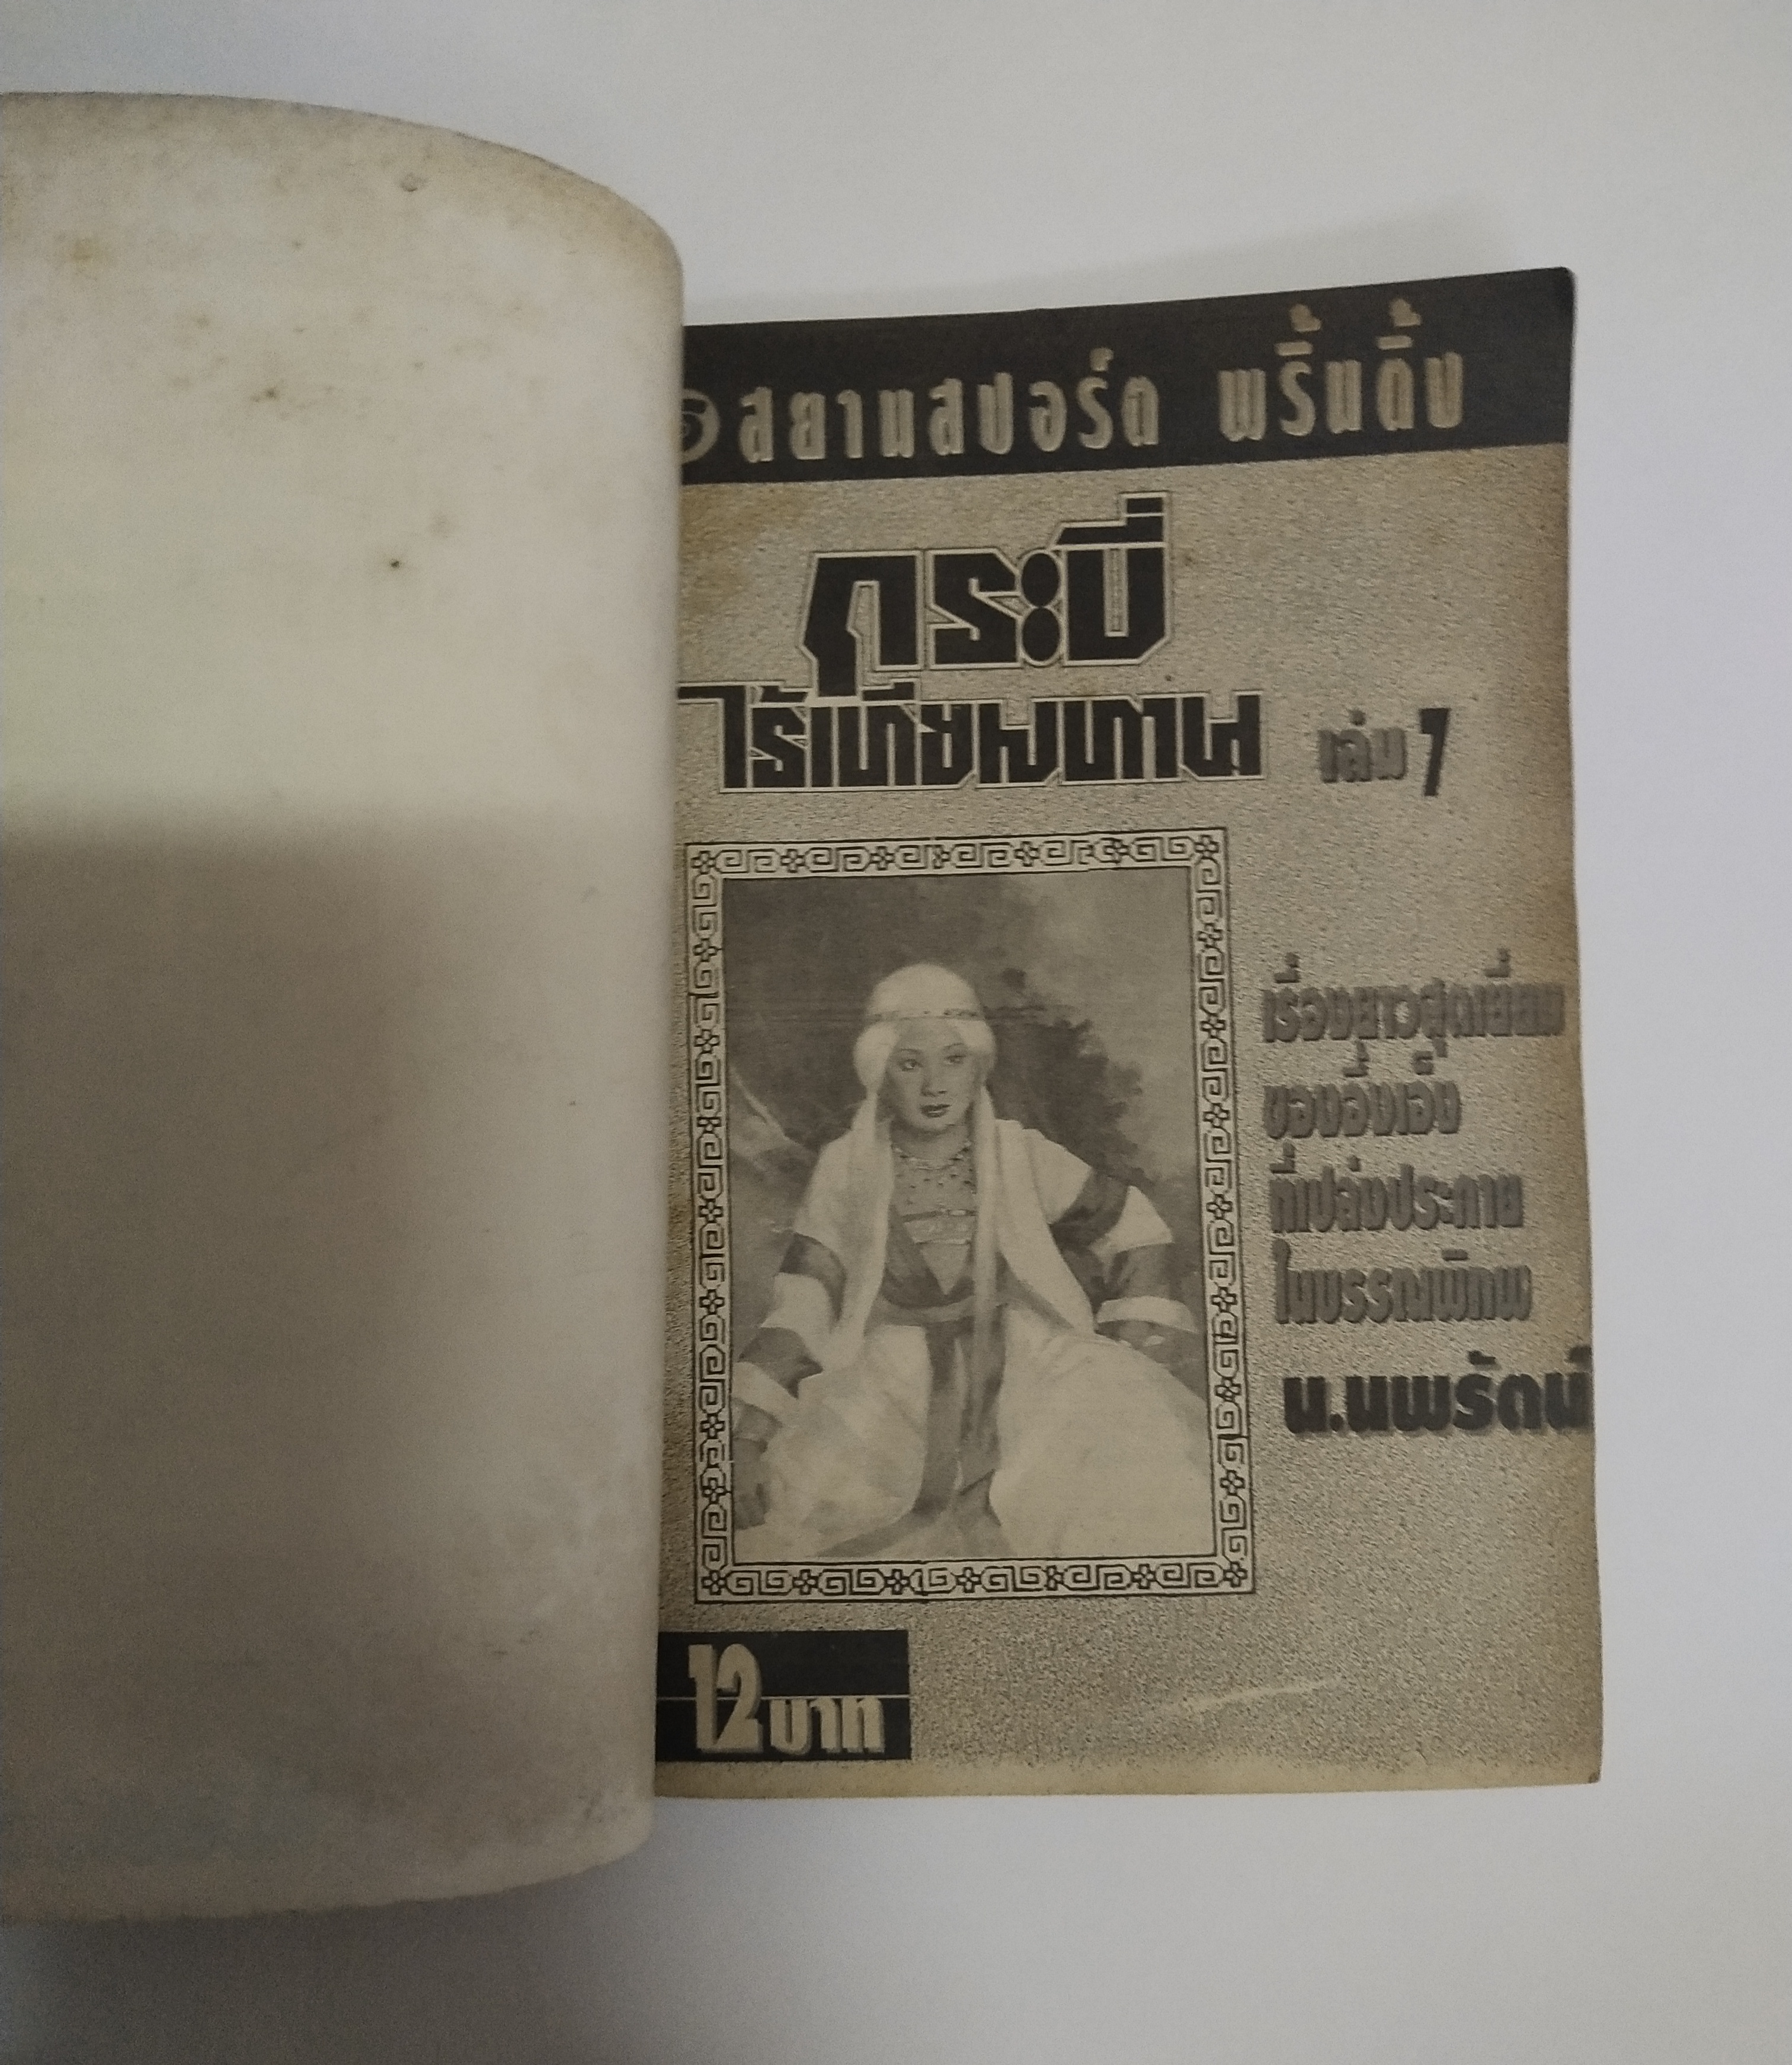 สยามสปอร์ต พริ้นติ้ง
กระบี่
ไร้เทียมทาน
เล่ม 7
เรื่องยาวสุดเยี่ยม
ของอึ้งเอ็ง
ที่เปล่งประกาย
ในบรรณพิภพ
น.นพรัตน์
12 บาท